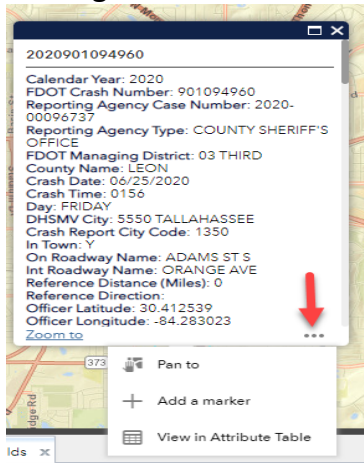 2020901094960
Calendar Year: 2020
FDOT Crash Number: 901094960
Reporting Agency Case Number: 2020-
00096737
Reporting Agency Type: COUNTY SHERIFF'S
OFFICE
FDOT Managing District: 03 THIRD
County Name: LEON
Crash Date: 06/25/2020
Crash Time: 0156
Day: FRIDAY
DHSMV City: 5550 TALLAHASSEE
Crash Report City Code: 1350
In Town: Y
On Roadway Name: ADAMS ST S
Int Roadway Name: ORANGE AVE
Reference Distance (Miles): 0
Reference Direction:
Officer Latitude: 30.412539
Officer Longitude: -84.283023
Zoom to
373
Pan to
Add a marker
View in Attribute Table
dge Rd
lds x